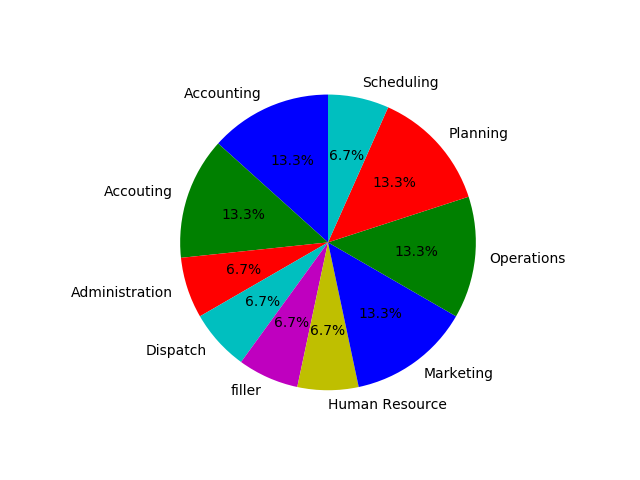 Scheduling
Accounting
Planning
6.7%
13.3%
13.3%
Accouting
13.3%
13.3%
Operations
6.7%
Administration
6.7%
13.3%
6.7%
6.7%
Dispatch
Marketing
filler
Human Resource